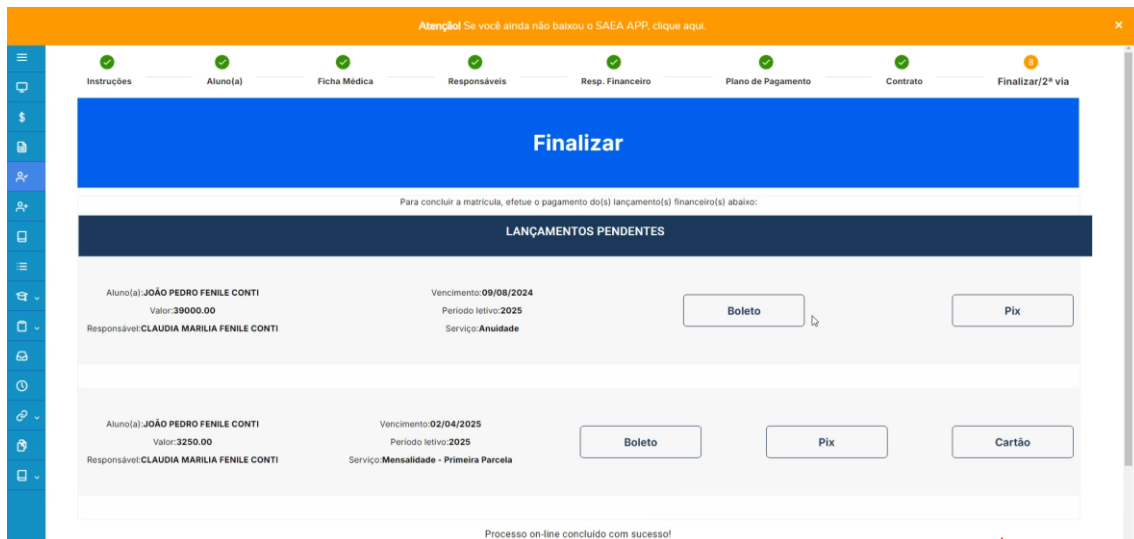 Atenção! Se você ainda não baixou o SAEA APP, clique aqui.
×
Instruções
Aluno(a)
Ficha Médica
Responsáveis
Resp. Financeiro
Plano de Pagamento
Contrato
8
Finalizar/2ª via
Finalizar
Para concluir a matrícula, efetue o pagamento do(s) lançamento(s) financeiro(s) abaixo:
LANÇAMENTOS PENDENTES
Aluno(a):JOÃO PEDRO FENILE CONTI
Valor:39000.00
Responsável:CLAUDIA MARILIA FENILE CONTI
Vencimento:09/08/2024
Período letivo:2025
Serviço:Anuidade
Boleto
Pix
Aluno(a):JOÃO PEDRO FENILE CONTI
Valor:3250.00
Responsável:CLAUDIA MARILIA FENILE CONTI
Vencimento:02/04/2025
Período letivo:2025
Serviço:Mensalidade - Primeira Parcela
Boleto
Pix
Cartão
Processo on-line concluído com sucesso!